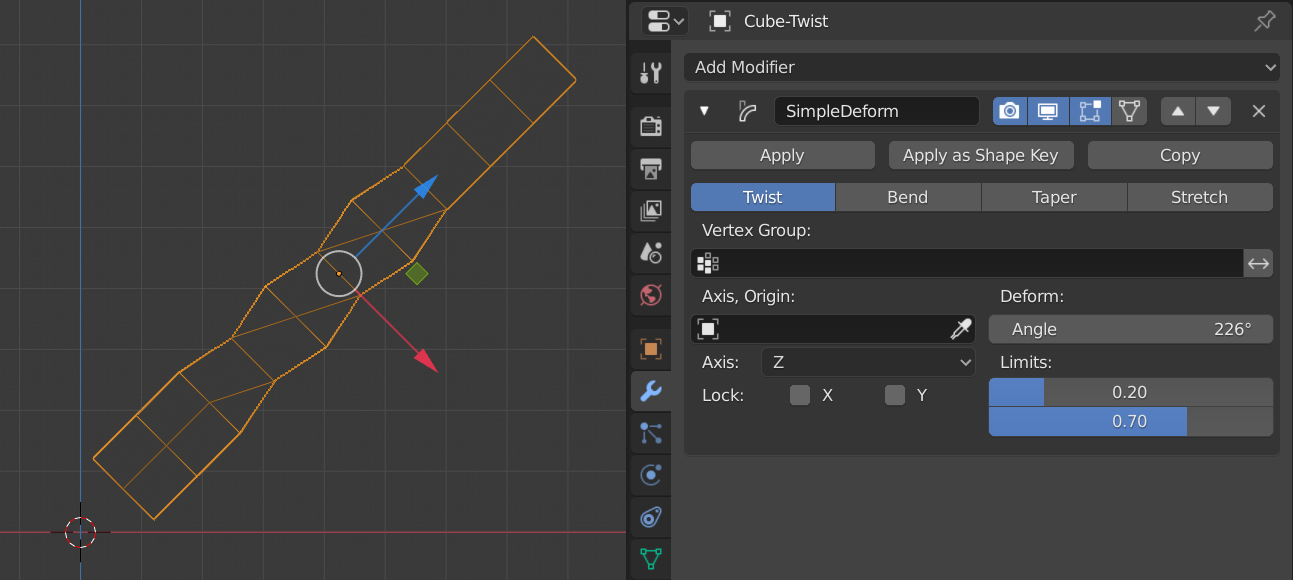 Cube-Twist
Add Modifier
SimpleDeform
Apply Apply as Shape Key Copy
Twist Bend Taper Stretch
Vertex Group:
Axis, Origin: Deform:
Angle 226°
Axis: Z Limits:
Lock: X Y 0.20
0.70